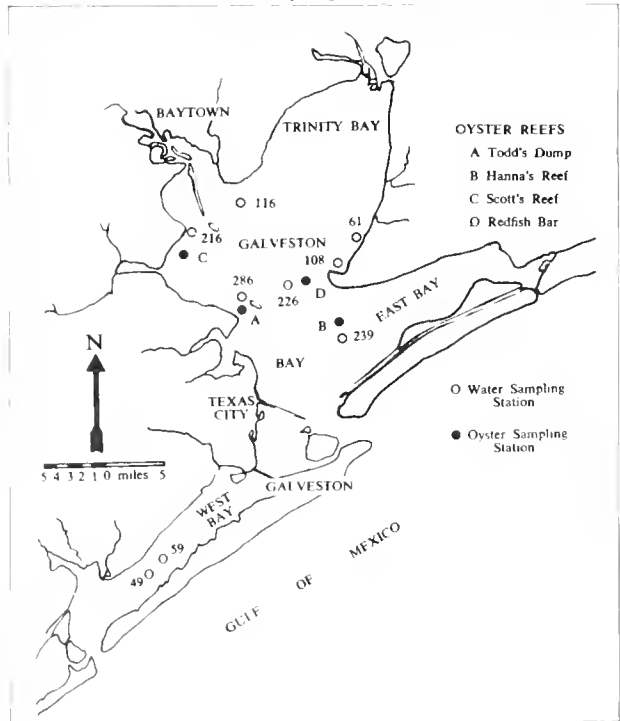 BAYTOWN
TRINITY BAY
OYSTER REEFS
A Todd's Dump
B Hanna's Reef
C Scott's Reef
O Redfish Bar
116
61
216
GALVESTON
C
108
286
D
226
EAST BAY
A
B
239
N
BAY
TEXAS
CITY
O Water Sampling
Station
● Oyster Sampling
Station
5 4 3 2 1 0 miles 5
GALVESTON
WEST
BAY
59
49
GULF OF MEXICO